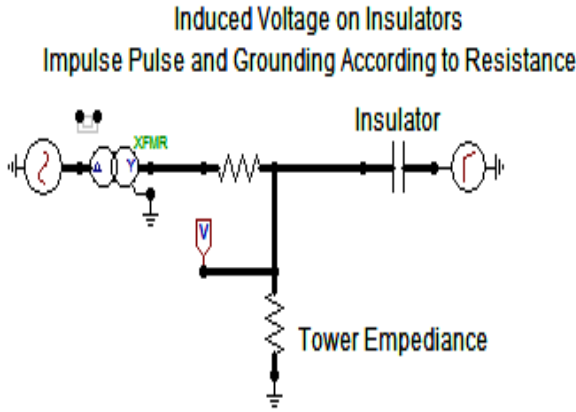 Induced Voltage on Insulators
Impulse Pulse and Grounding According to Resistance
Insulator
XFMR
Δ Y
V
Tower Empediance